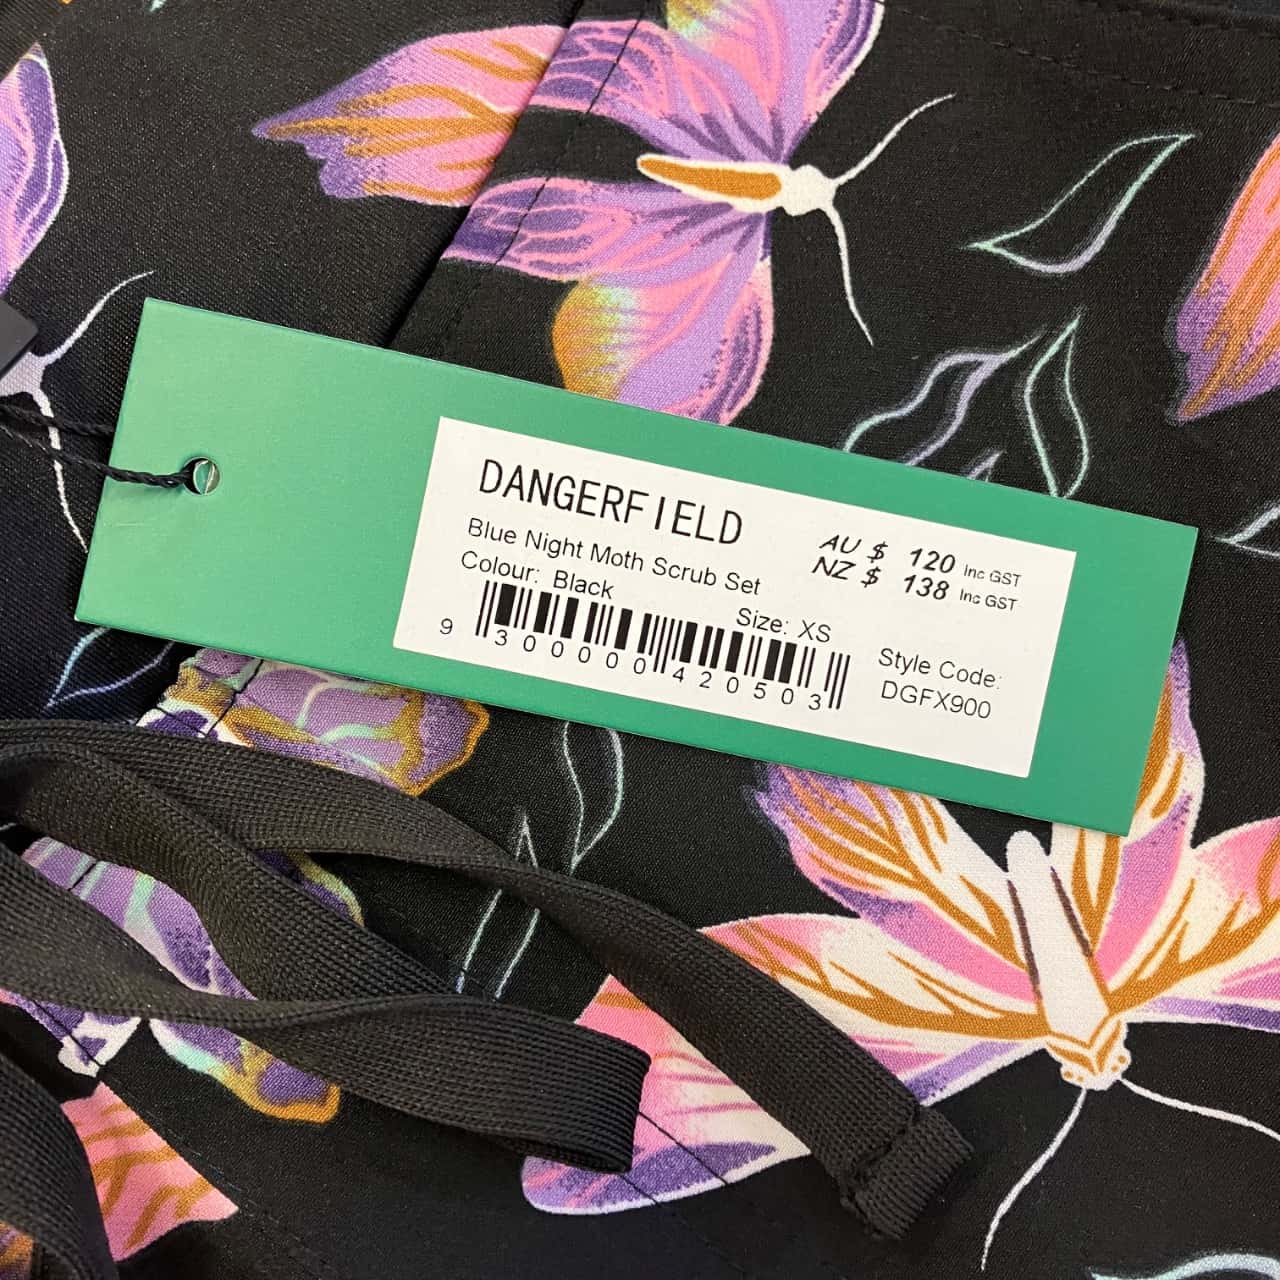 DANGERFIELD
Blue Night Moth Scrub Set
Colour: Black
Size: XS
AU $ 120 Inc GST
NZ $ 138 Inc GST
9 300000 420503
Style Code:
DGFX900